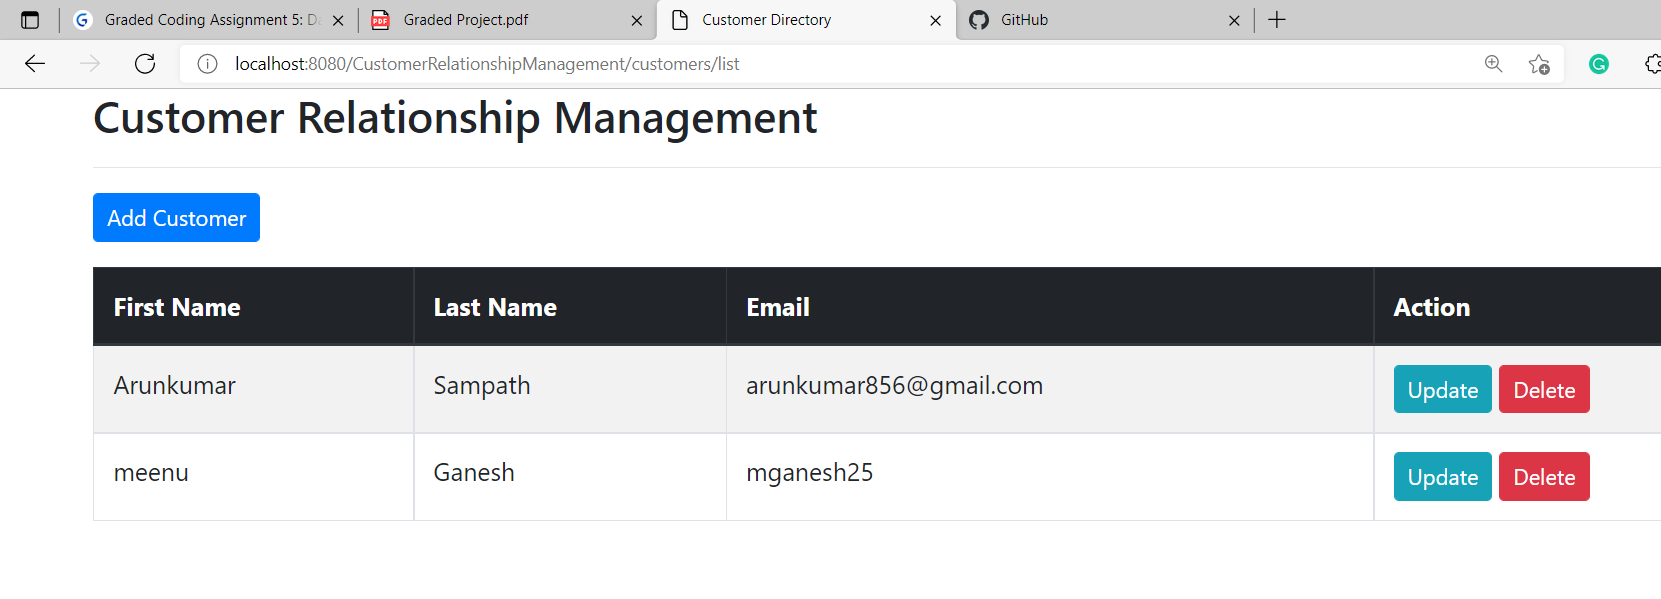 Graded Coding Assignment 5: Da
Graded Project.pdf
Customer Directory
GitHub
localhost:8080/CustomerRelationshipManagement/customers/list
Customer Relationship Management
Add Customer
First Name Last Name Email Action
Arunkumar Sampath arunkumar856@gmail.com Update Delete
meenu Ganesh mganesh25 Update Delete